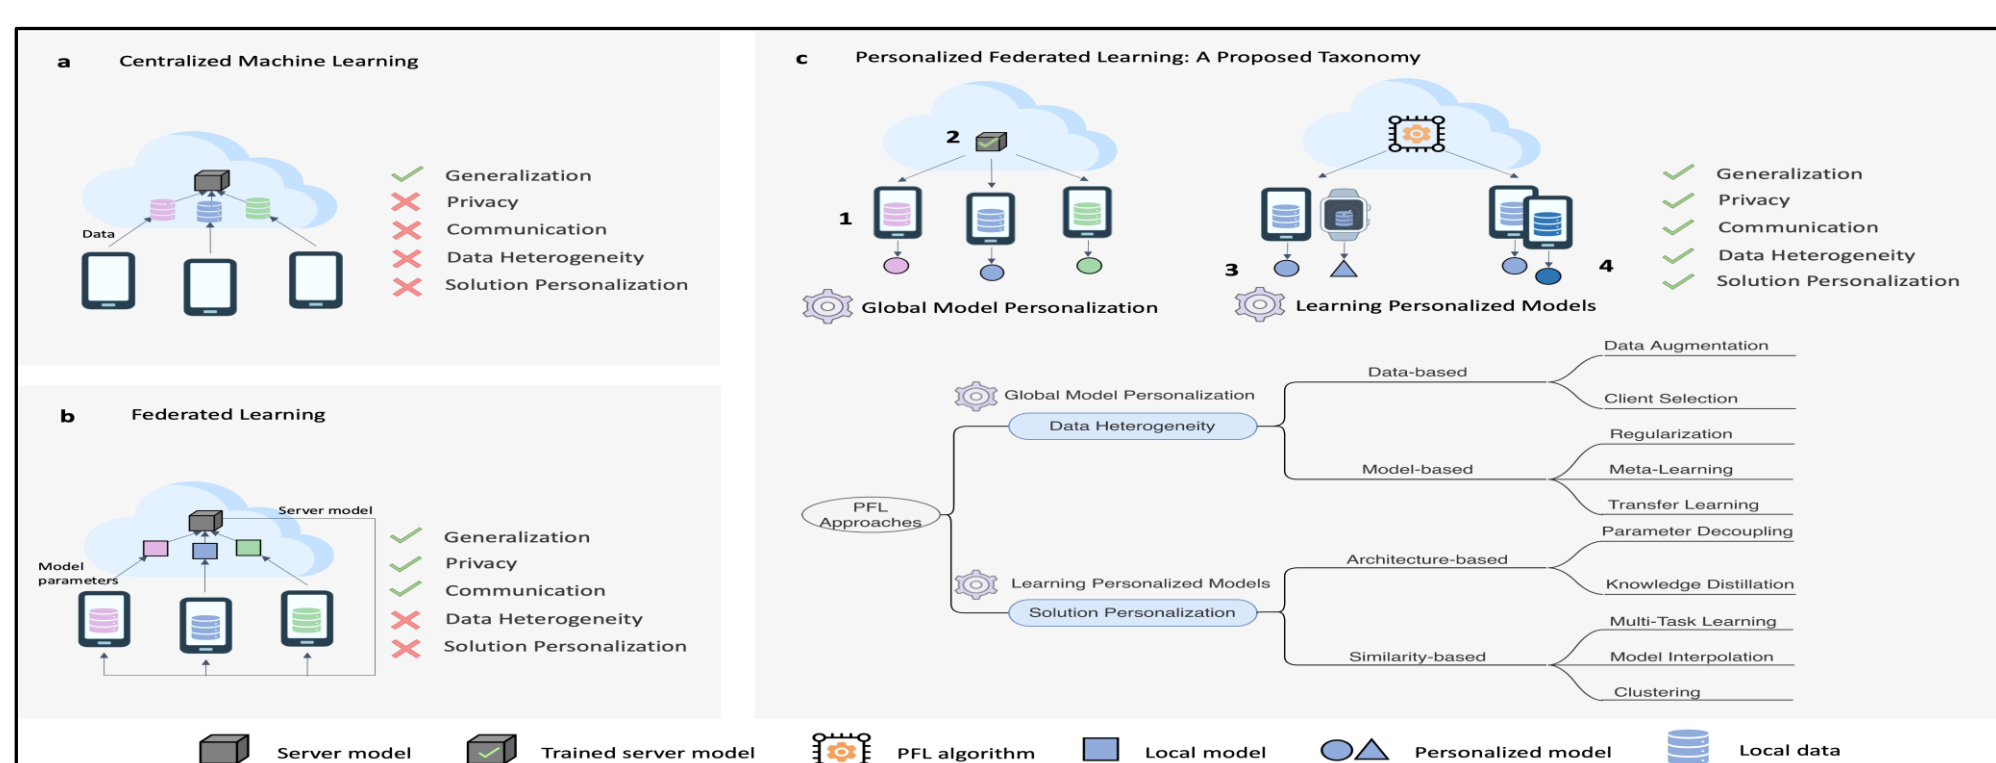 a Centralized Machine Learning
Data
Generalization
Privacy
Communication
Data Heterogeneity
Solution Personalization
b Federated Learning
Server model
Model
parameters
Generalization
Privacy
Communication
Data Heterogeneity
Solution Personalization
c Personalized Federated Learning: A Proposed Taxonomy
2
1
3
4
Global Model Personalization
Learning Personalized Models
Generalization
Privacy
Communication
Data Heterogeneity
Solution Personalization
PFL
Approaches
Global Model Personalization
Data Heterogeneity
Data-based
Data Augmentation
Client Selection
Model-based
Regularization
Meta-Learning
Transfer Learning
Learning Personalized Models
Solution Personalization
Architecture-based
Parameter Decoupling
Knowledge Distillation
Similarity-based
Multi-Task Learning
Model Interpolation
Clustering
Server model
Trained server model
PFL algorithm
Local model
Personalized model
Local data